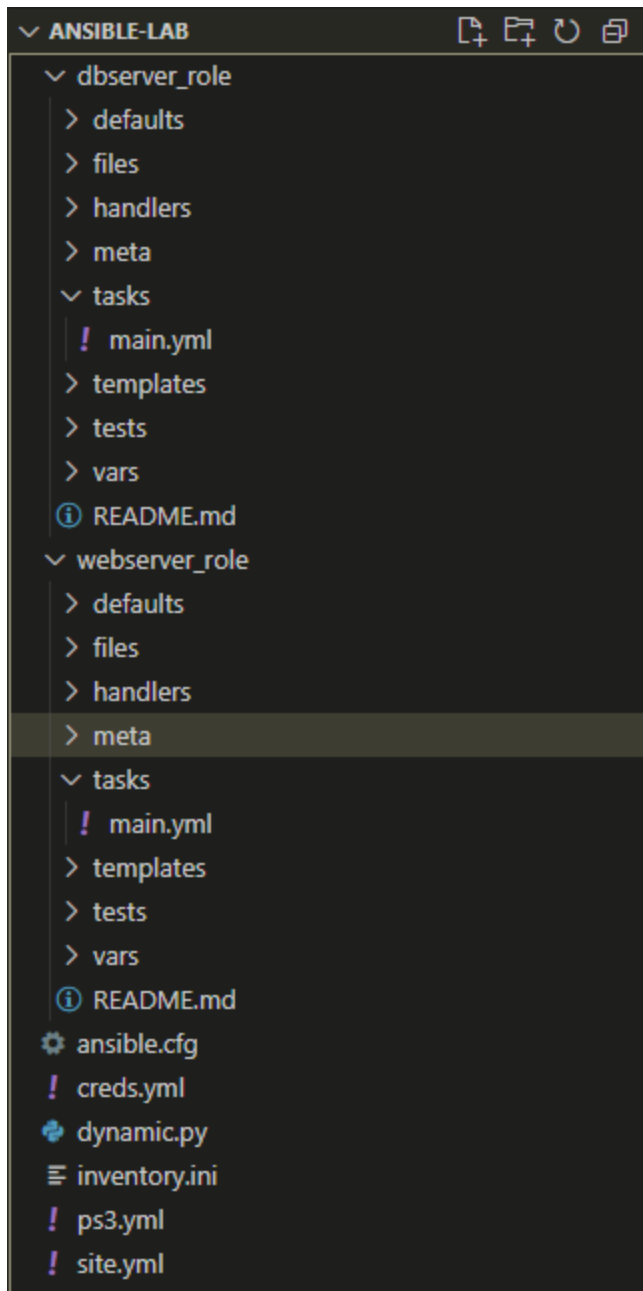 ANSIBLE-LAB
dbserver_role
defaults
files
handlers
meta
tasks
! main.yml
templates
tests
vars
README.md
webserver_role
defaults
files
handlers
meta
tasks
! main.yml
templates
tests
vars
README.md
ansible.cfg
! creds.yml
dynamic.py
inventory.ini
! ps3.yml
! site.yml